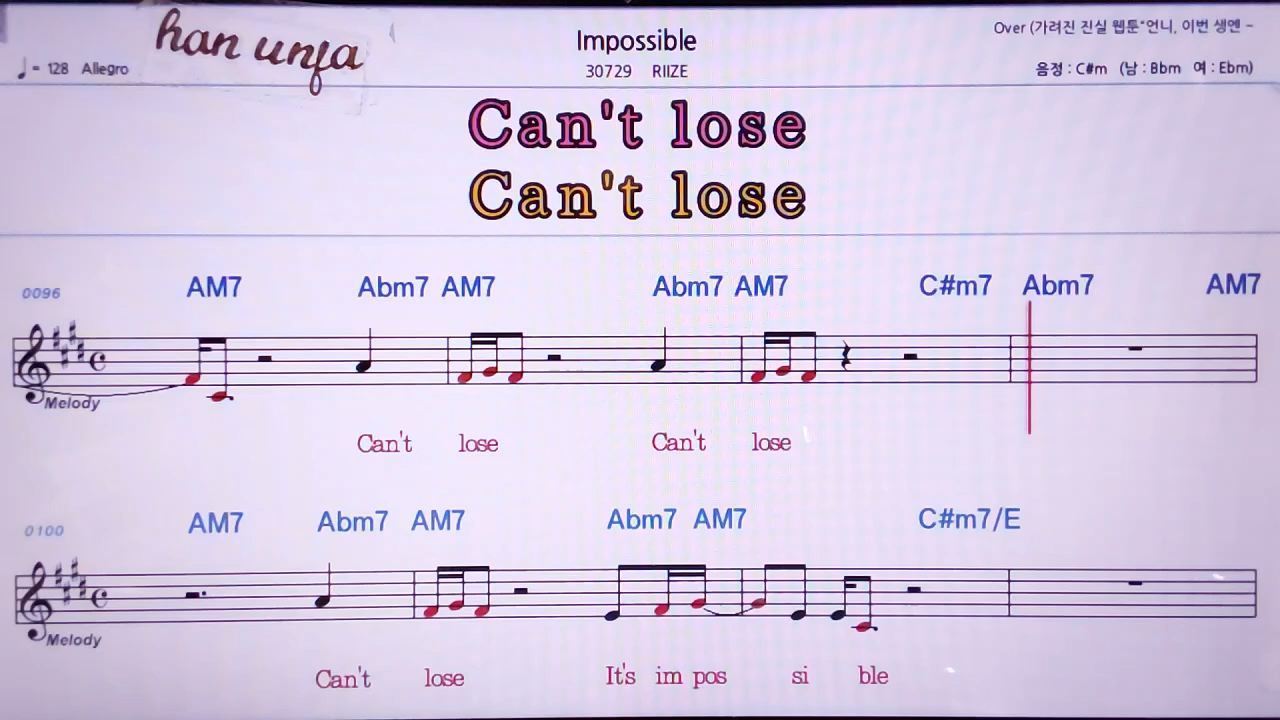 han unfa
♩= 128 Allegro
Impossible
30729 RIIZE
Over (가려진 진실 웹툰"언니, 이번 생엔 -
음정 : C#m (남 : Bbm 여 : Ebm)
Can't lose
Can't lose
0096 AM7 Abm7 AM7 Abm7 AM7 C#m7 Abm7 AM7
Melody
Can't lose Can't lose
0100 AM7 Abm7 AM7 Abm7 AM7 C#m7/E
Melody
Can't lose It's im pos si ble